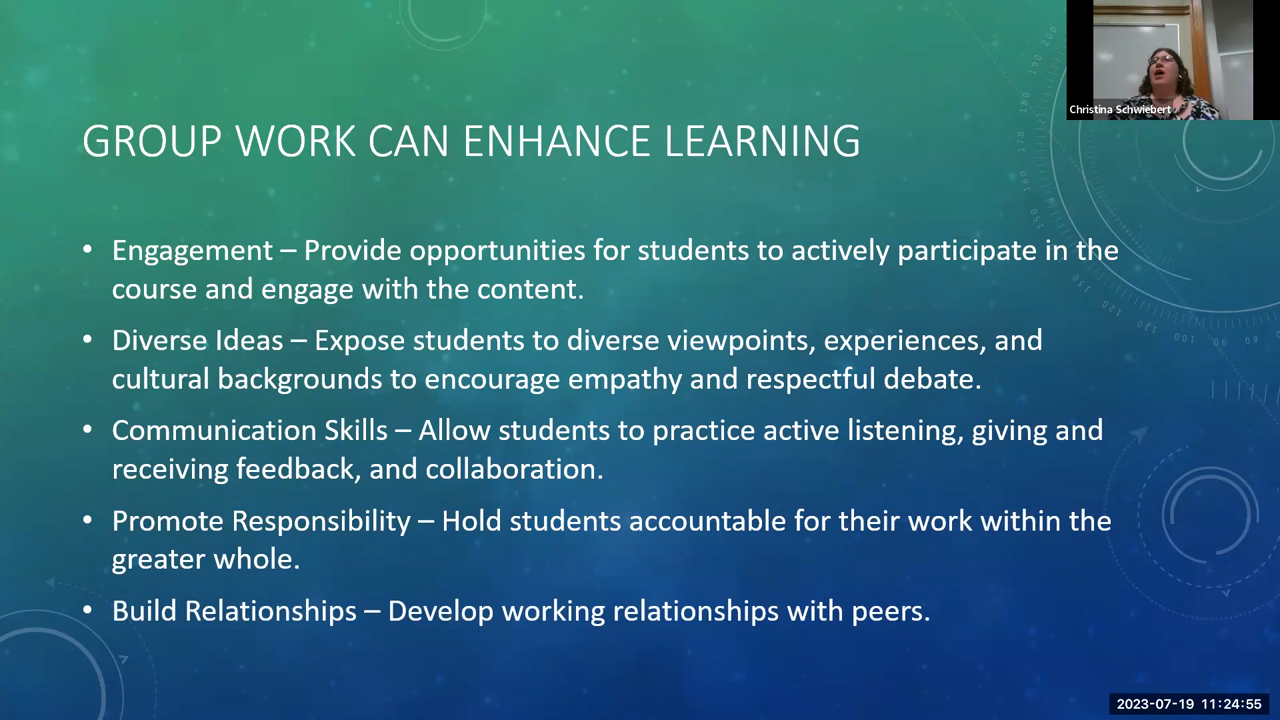 Christina Schwiebert
GROUP WORK CAN ENHANCE LEARNING
• Engagement – Provide opportunities for students to actively participate in the
course and engage with the content.
• Diverse Ideas – Expose students to diverse viewpoints, experiences, and
cultural backgrounds to encourage empathy and respectful debate.
• Communication Skills – Allow students to practice active listening, giving and
receiving feedback, and collaboration.
• Promote Responsibility – Hold students accountable for their work within the
greater whole.
• Build Relationships – Develop working relationships with peers.
2023-07-19 11:24:55